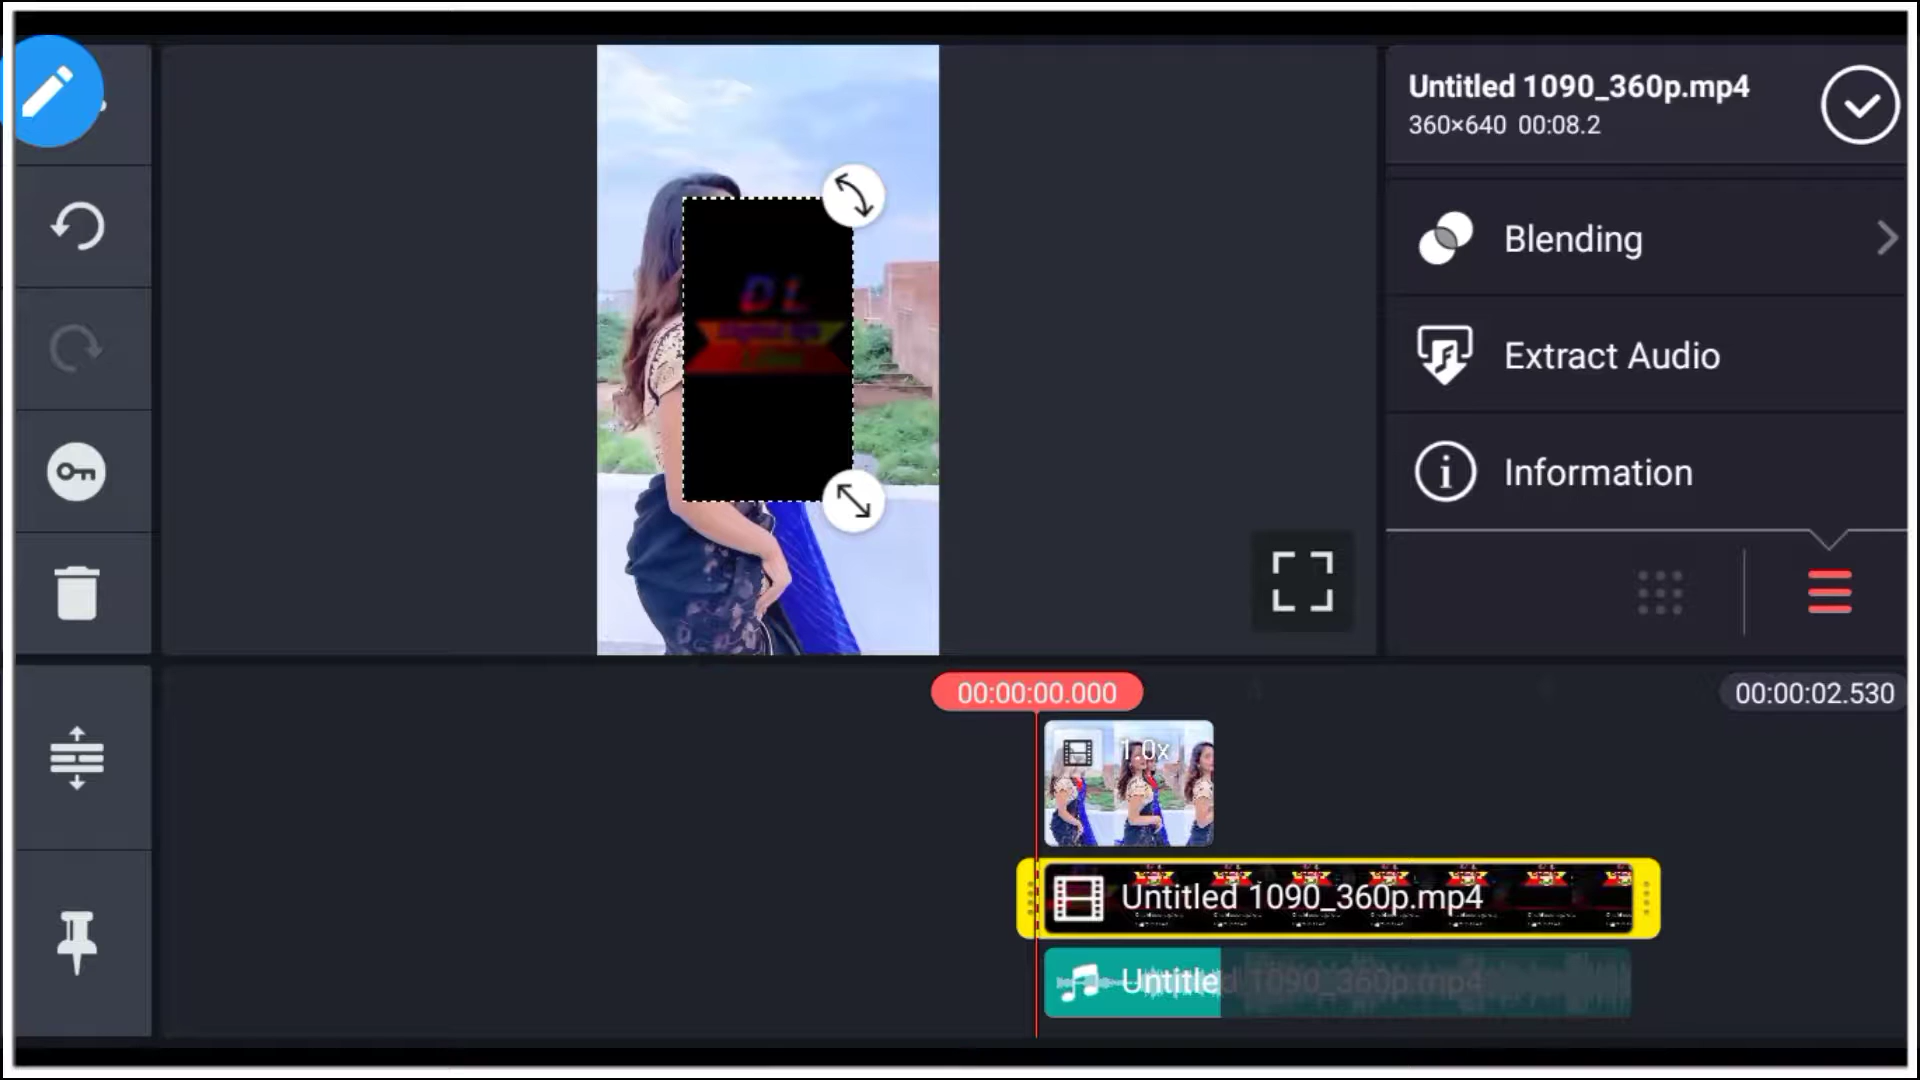 Untitled 1090_360p.mp4
360×640 00:08.2
Blending
Extract Audio
Information
D L
00:00:00.000
00:00:02.530
1.0x
Untitled 1090_360p.mp4
Untitled 1090_360p.mp4